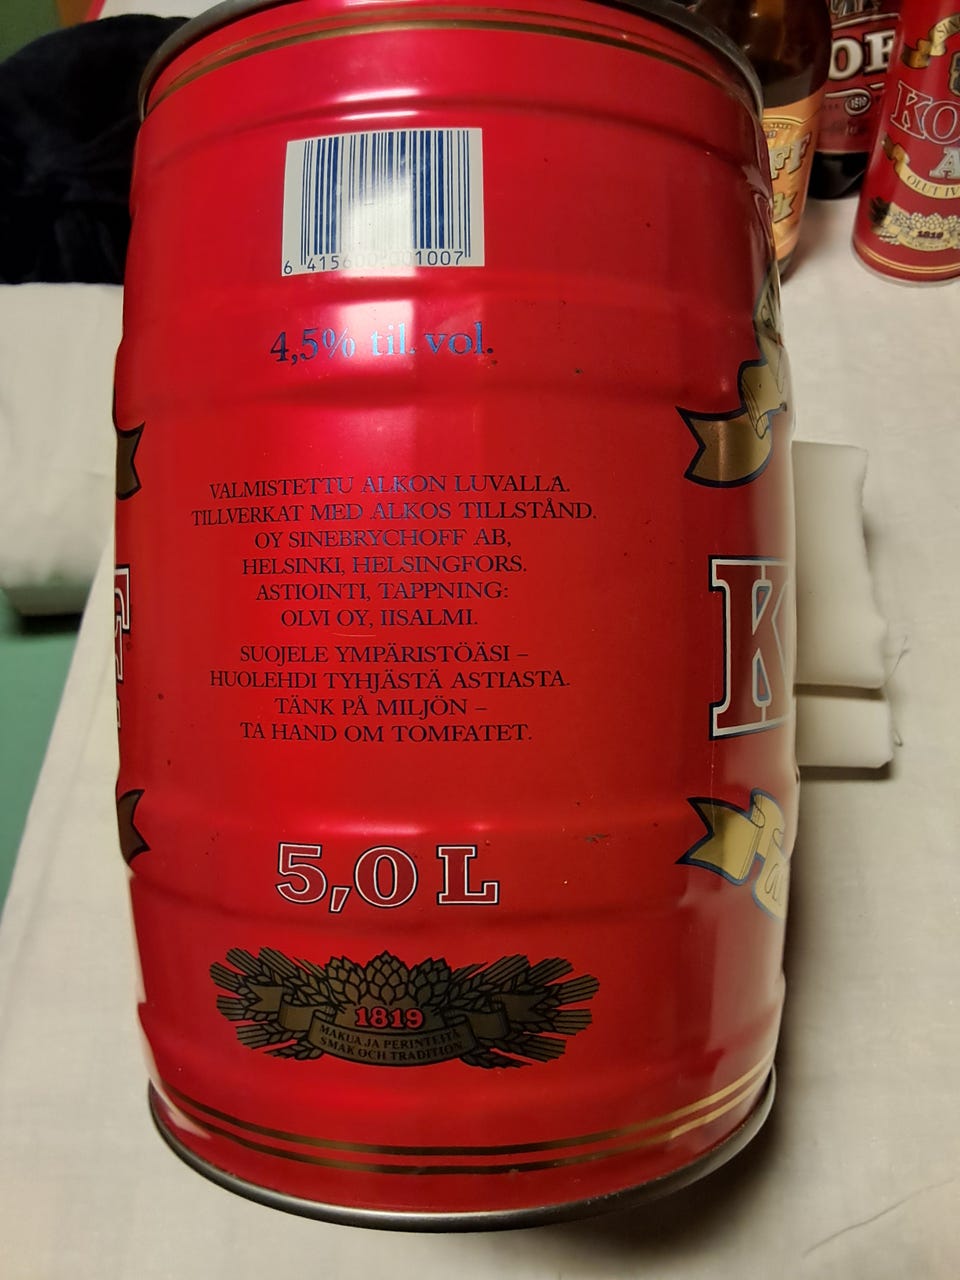 6 415600 001007
4,5% til. vol.
VALMISTETTU ALKON LUVALLA.
TILLVERKAT MED ALKOS TILLSTÅND.
OY SINEBRYCHOFF AB,
HELSINKI, HELSINGFORS.
ASTIOINTI, TAPPNING:
OLVI OY, IISALMI.
SUOJELE YMPÄRISTÖÄSI –
HUOLEHDI TYHJÄSTÄ ASTIASTA.
TÄNK PÅ MILJÖN –
TA HAND OM TOMFATET.
5,0 L
1819
MAKUA JA PERINTEITÄ
SMAK OCH TRADITION
K
OLUT
1819